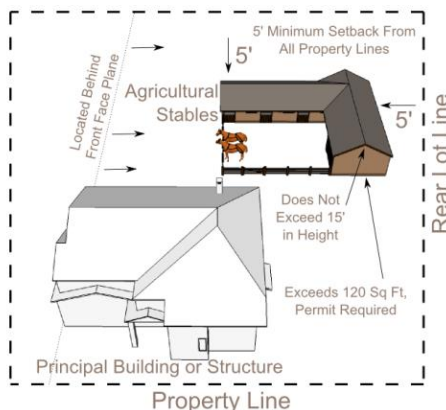 5' Minimum Setback From
All Property Lines
5'
Located Behind
Front Face Plane
Agricultural
Stables
5'
Rear Lot Line
Does Not
Exceed 15'
in Height
Exceeds 120 Sq Ft,
Permit Required
Principal Building or Structure
Property Line